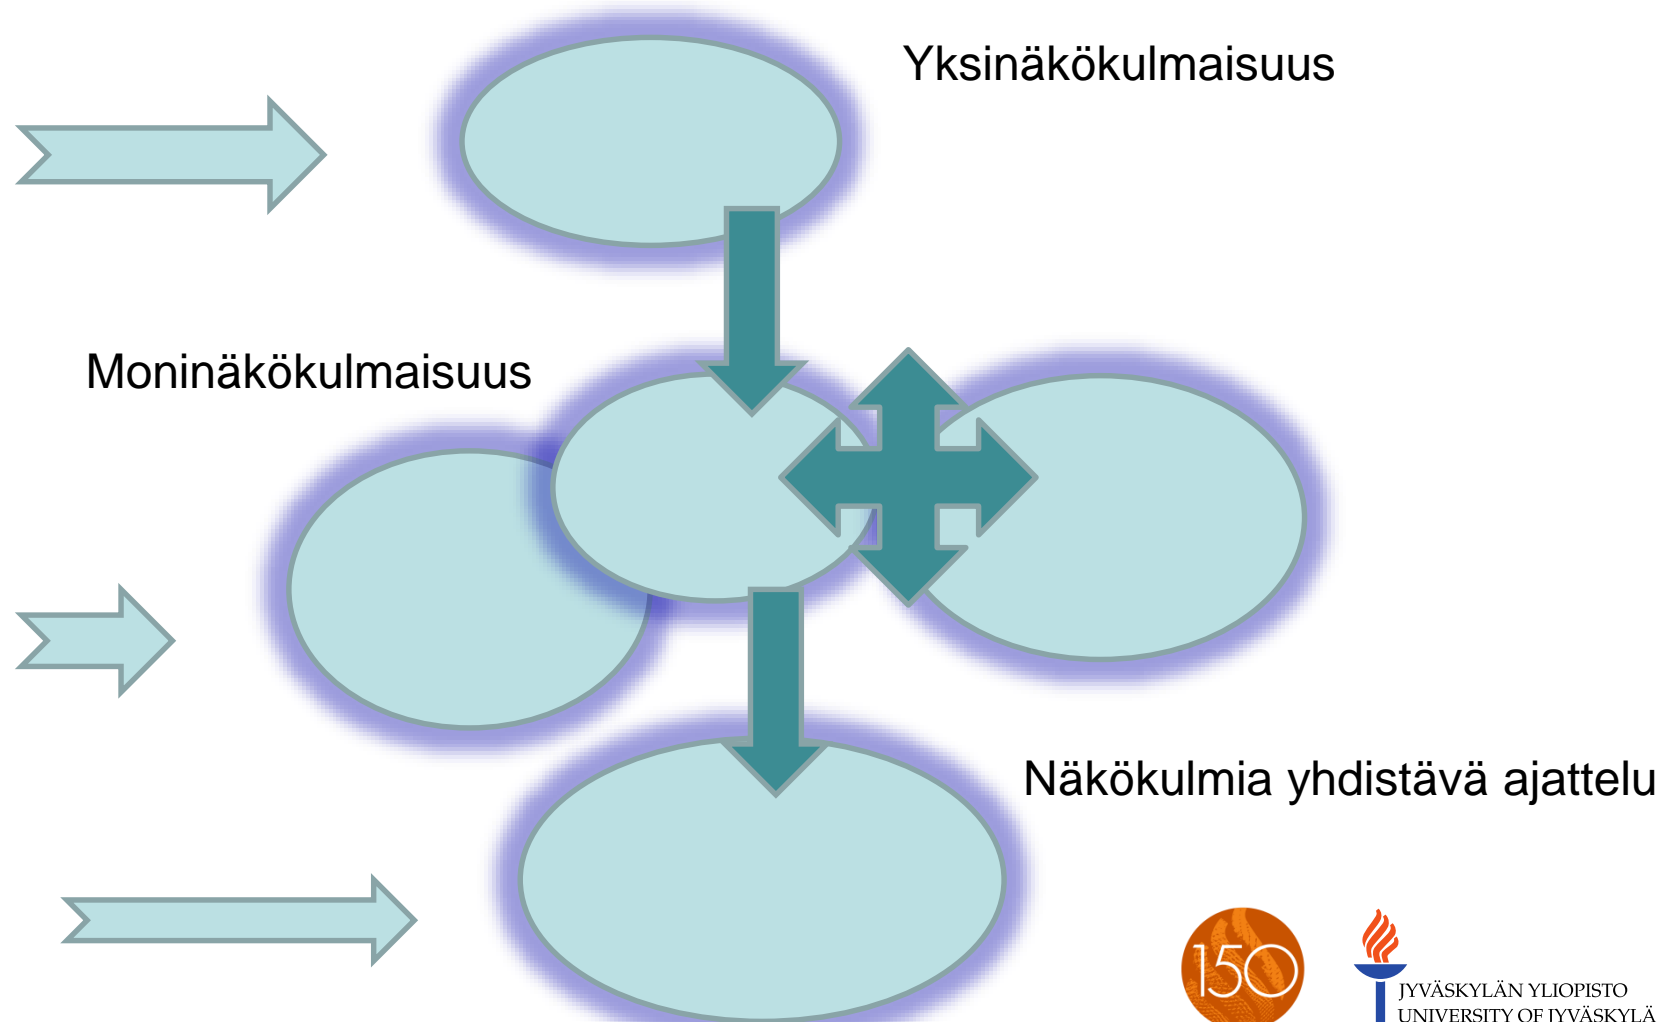 Yksinäkökulmaisuus
Moninäkökulmaisuus
Näkökulmia yhdistävä ajattelu
150
JYVÄSKYLÄN YLIOPISTO
UNIVERSITY OF JYVÄSKYLÄ